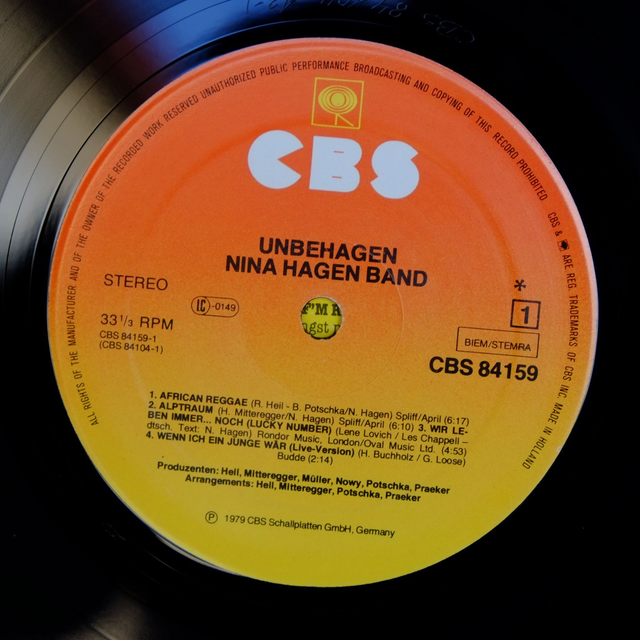 ALL RIGHTS OF THE MANUFACTURER AND OF THE OWNER OF THE RECORDED WORK RESERVED UNAUTHORIZED PUBLIC PERFORMANCE BROADCASTING AND COPYING OF THIS RECORD PROHIBITED CBS & ARE REG. TRADEMARKS OF CBS INC. MADE IN HOLLAND
CBS
UNBEHAGEN
NINA HAGEN BAND
STEREO
LC-0149
*
1
33 1/3 RPM
CBS 84159-1
(CBS 84104-1)
BIEM/STEMRA
CBS 84159
1. AFRICAN REGGAE (R. Heil - B. Potschka/N. Hagen) Spliff/April (6:17)
2. ALPTRAUM (H. Mitteregger/N. Hagen) Spliff/April (6:10) 3. WIR LE-
BEN IMMER... NOCH (LUCKY NUMBER) (Lene Lovich / Les Chappell –
dtsch. Text: N. Hagen) Rondor Music, London/Oval Music Ltd. (4:53)
4. WENN ICH EIN JUNGE WÄR (Live-Version) (H. Buchholz / G. Loose)
Budde (2:14)
Produzenten: Heil, Mitteregger, Müller, Nowy, Potschka, Praeker
Arrangements: Heil, Mitteregger, Potschka, Praeker
Ⓟ 1979 CBS Schallplatten GmbH, Germany